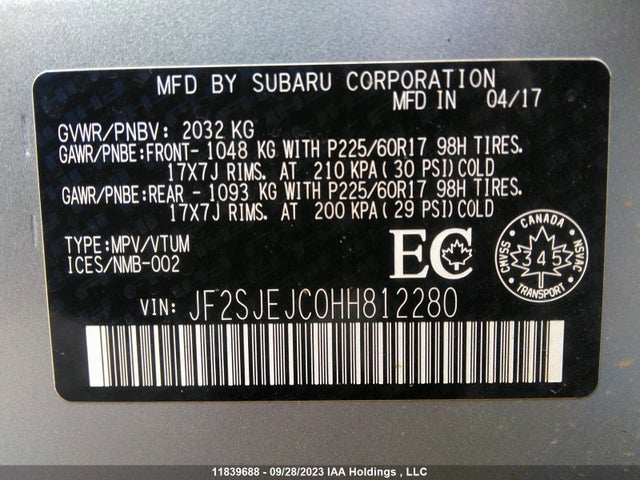 MFD BY SUBARU CORPORATION
MFD IN 04/17
GVWR/PNBV: 2032 KG
GAWR/PNBE:FRONT- 1048 KG WITH P225/60R17 98H TIRES.
17X7J RIMS. AT 210 KPA(30 PSI)COLD
GAWR/PNBE:REAR - 1093 KG WITH P225/60R17 98H TIRES.
17X7J RIMS. AT 200 KPA(29 PSI)COLD
TYPE:MPV/VTUM
ICES/NMB-002
EC
CANADA
CMVSS
345
NSVAC
TRANSPORT
VIN: JF2SJEJC0HH812280
11839688 - 09/28/2023 IAA Holdings , LLC